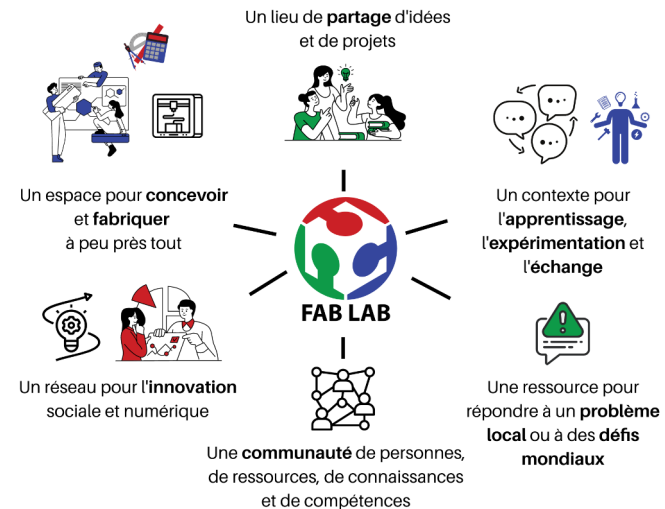 Un lieu de partage d'idées
et de projets
Un espace pour concevoir
et fabriquer
à peu près tout
Un contexte pour
l'apprentissage,
l'expérimentation et
l'échange
FAB LAB
Un réseau pour l'innovation
sociale et numérique
Une ressource pour
répondre à un problème
local ou à des défis
mondiaux
Une communauté de personnes,
de ressources, de connaissances
et de compétences